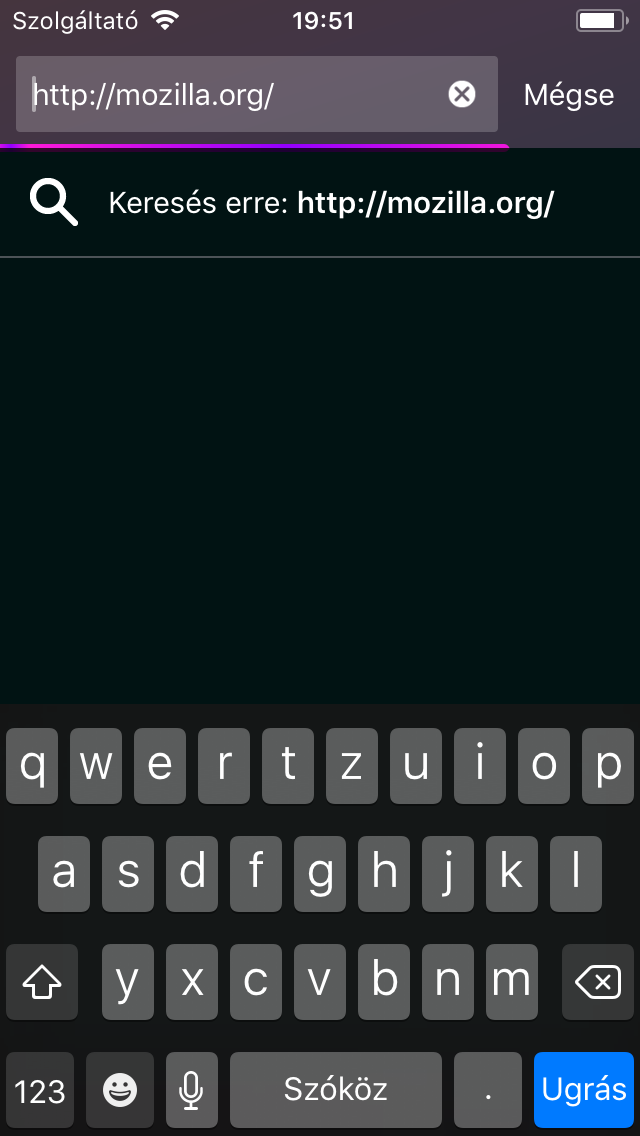 Szolgáltató 19:51
http://mozilla.org/ Mégse
Keresés erre: http://mozilla.org/
q w e r t z u i o p
a s d f g h j k l
y x c v b n m
123 Szóköz . Ugrás